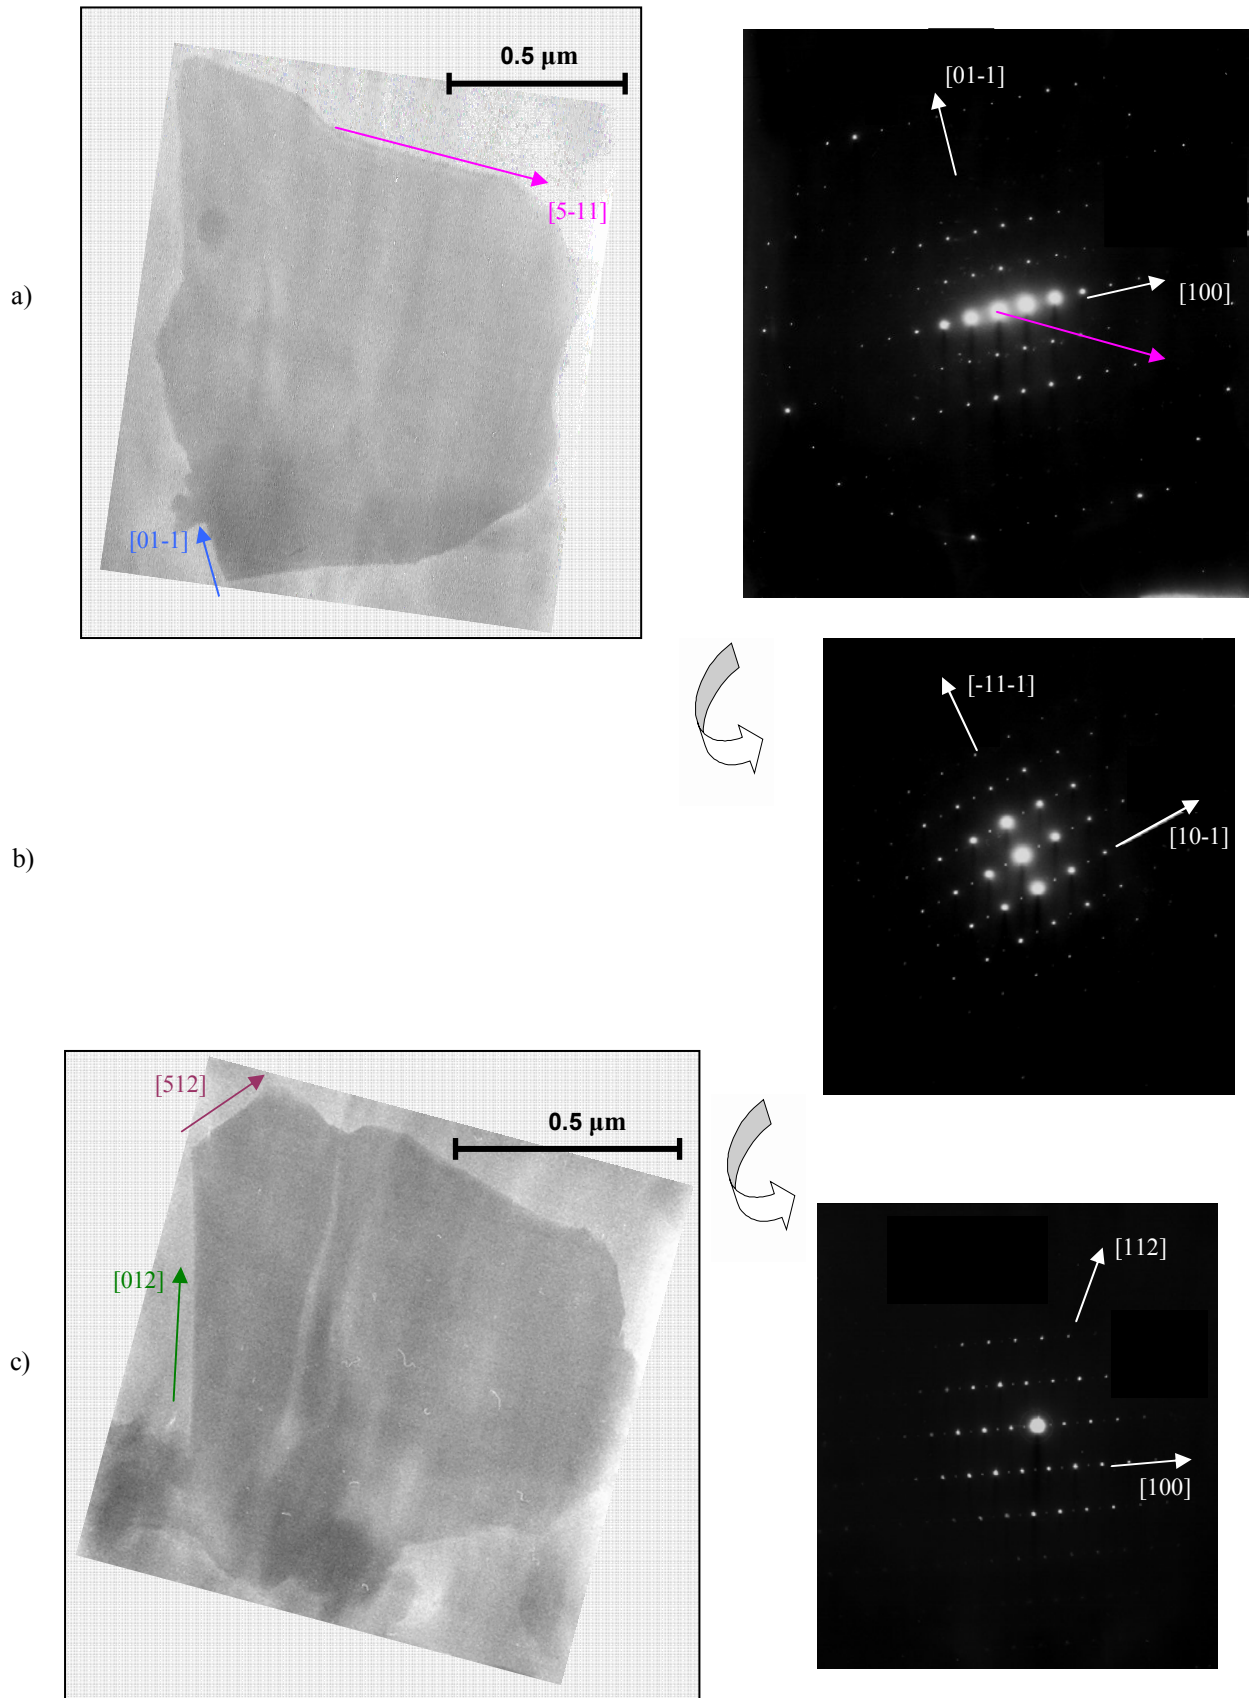 0.5 µm
[5-11]
[01-1]
[01-1]
[100]
a)
[-11-1]
[10-1]
b)
[512]
0.5 µm
[012]
[112]
[100]
c)